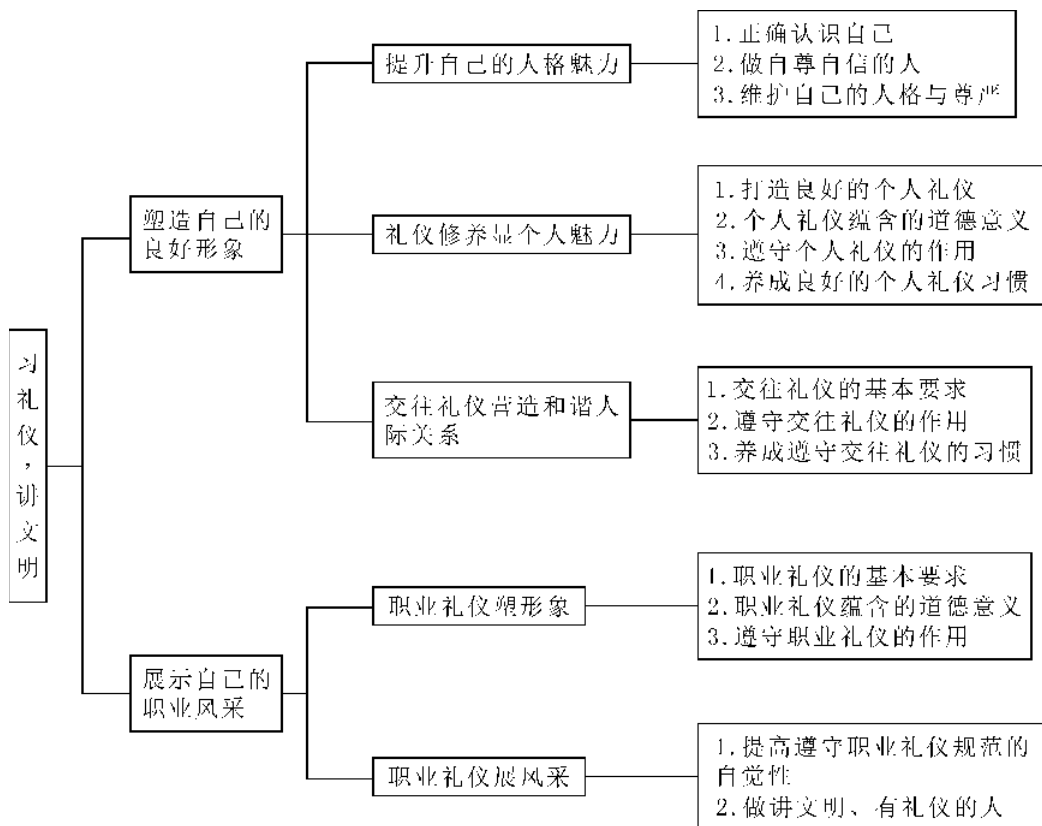 习礼仪，讲文明
塑造自己的
良好形象
提升自己的人格魅力
1.正确认识自己
2.做自尊自信的人
3.维护自己的人格与尊严
礼仪修养显个人魅力
1.打造良好的个人礼仪
2.个人礼仪蕴含的道德意义
3.遵守个人礼仪的作用
4.养成良好的个人礼仪习惯
交往礼仪营造和谐人
际关系
1.交往礼仪的基本要求
2.遵守交往礼仪的作用
3.养成遵守交往礼仪的习惯
展示自己的
职业风采
职业礼仪塑形象
1.职业礼仪的基本要求
2.职业礼仪蕴含的道德意义
3.遵守职业礼仪的作用
职业礼仪展风采
1.提高遵守职业礼仪规范的
自觉性
2.做讲文明、有礼仪的人